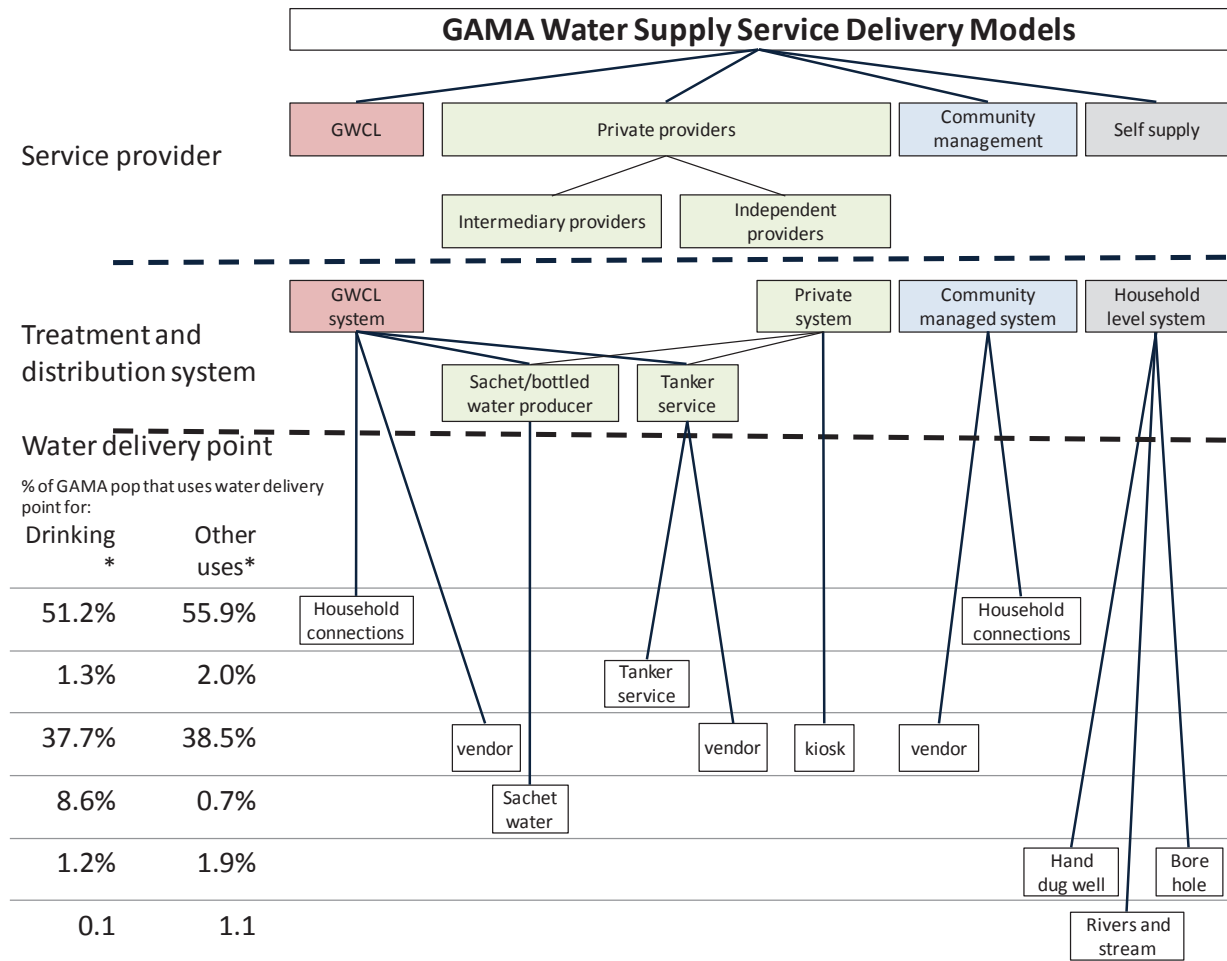 GAMA Water Supply Service Delivery Models
Service provider
GWCL
Private providers
Community
management
Self supply
Intermediary providers
Independent
providers
Treatment and
distribution system
GWCL
system
Private
system
Community
managed system
Household
level system
Sachet/bottled
water producer
Tanker
service
Water delivery point
% of GAMA pop that uses water delivery
point for:
Drinking
*
Other
uses*
51.2% 55.9%
Household
connections
Household
connections
1.3% 2.0%
Tanker
service
37.7% 38.5%
vendor
vendor
kiosk
vendor
8.6% 0.7%
Sachet
water
1.2% 1.9%
Hand
dug well
Bore
hole
0.1 1.1
Rivers and
stream